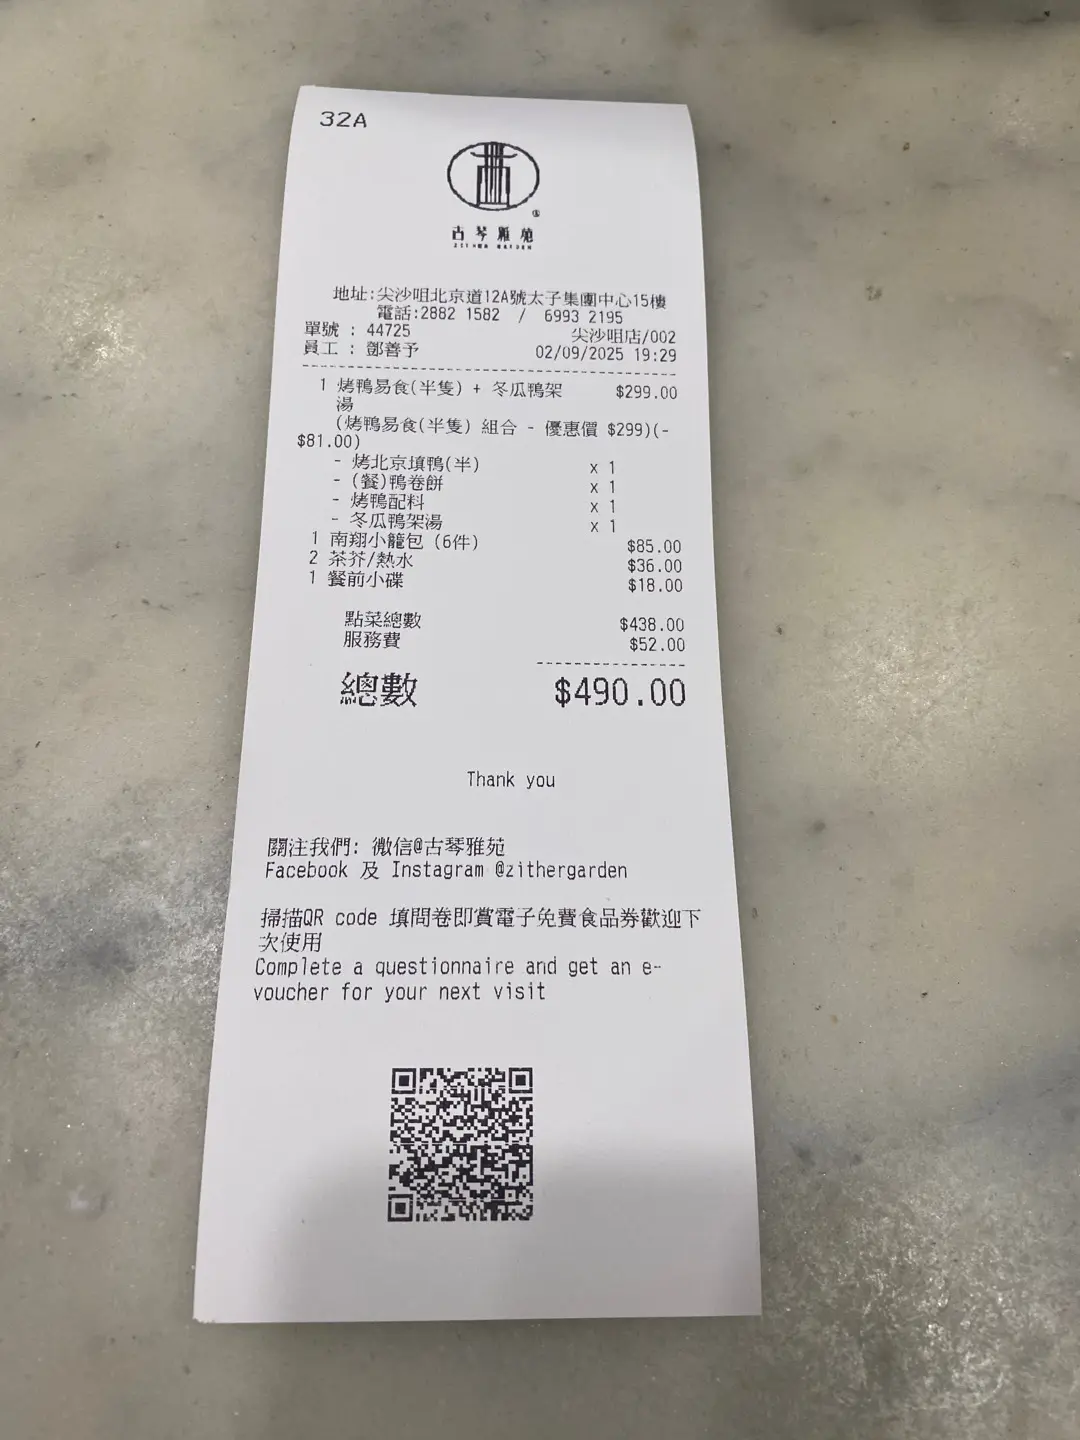 32A
古琴雅苑
ZITHER GARDEN
地址:尖沙咀北京道12A號太子集團中心15樓
電話:2882 1582 / 6993 2195
單號 : 44725 尖沙咀店/002
員工 : 鄧善予 02/09/2025 19:29
1 烤鴨易食(半隻) + 冬瓜鴨架 $299.00
湯
(烤鴨易食(半隻) 組合 - 優惠價 $299)(-
$81.00)
- 烤北京填鴨(半) x 1
- (餐)鴨卷餅 x 1
- 烤鴨配料 x 1
- 冬瓜鴨架湯 x 1
1 南翔小籠包 (6件) $85.00
2 茶芥/熱水 $36.00
1 餐前小碟 $18.00
點菜總數 $438.00
服務費 $52.00
總數 $490.00
Thank you
關注我們: 微信@古琴雅苑
Facebook 及 Instagram @zithergarden
掃描QR code 填問卷即賞電子免費食品券歡迎下
次使用
Complete a questionnaire and get an e-
voucher for your next visit